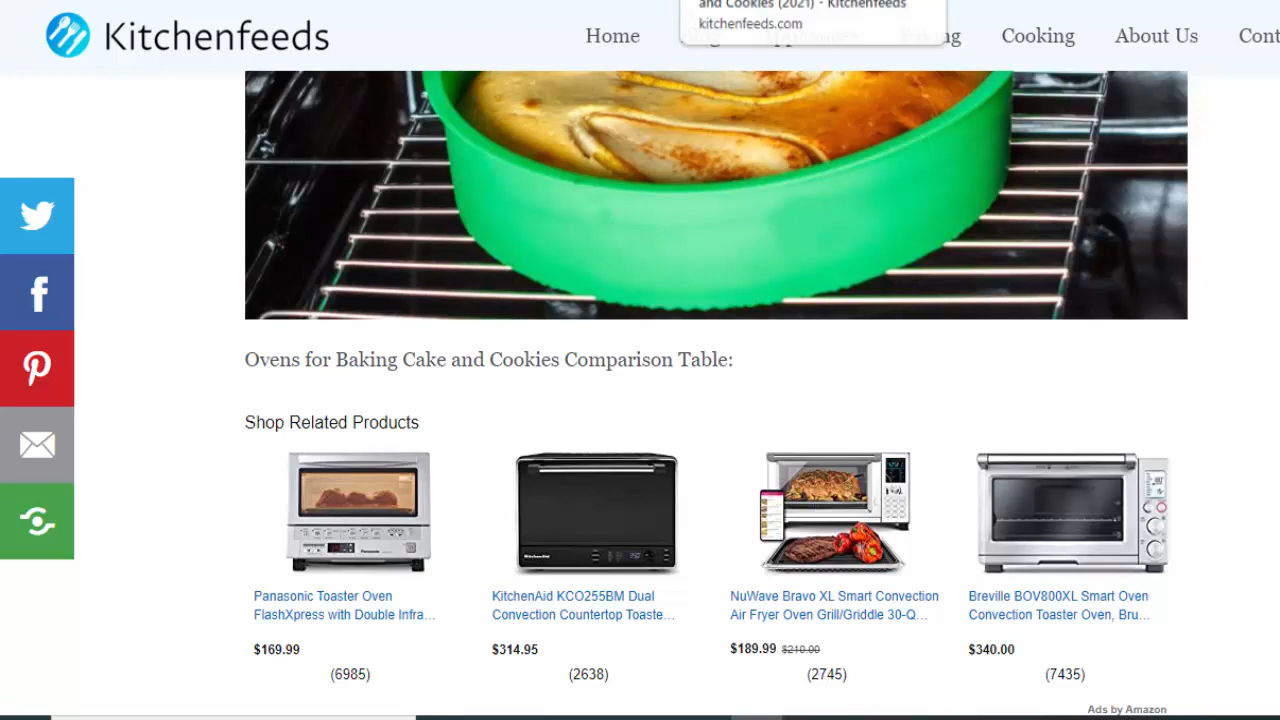 and Cookies (2021) - Kitchenfeeds
kitchenfeeds.com
Kitchenfeeds
Home
Cooking
About Us
Cont
Ovens for Baking Cake and Cookies Comparison Table:
Shop Related Products
Panasonic Toaster Oven
FlashXpress with Double Infra...
$169.99
(6985)
KitchenAid KCO255BM Dual
Convection Countertop Toaste...
$314.95
(2638)
NuWave Bravo XL Smart Convection
Air Fryer Oven Grill/Griddle 30-Q...
$189.99 $210.00
(2745)
Breville BOV800XL Smart Oven
Convection Toaster Oven, Bru...
$340.00
(7435)
Ads by Amazon